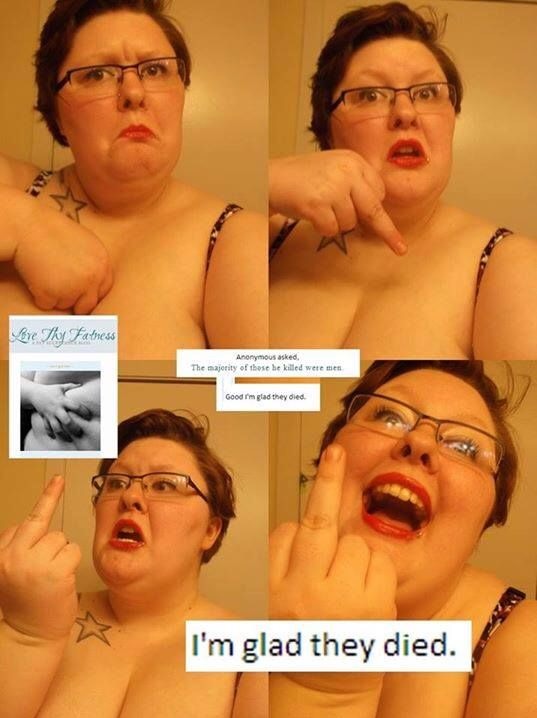 Love Thy Fatness
Anonymous asked,
The majority of those he killed were men.
Good I'm glad they died.
I'm glad they died.